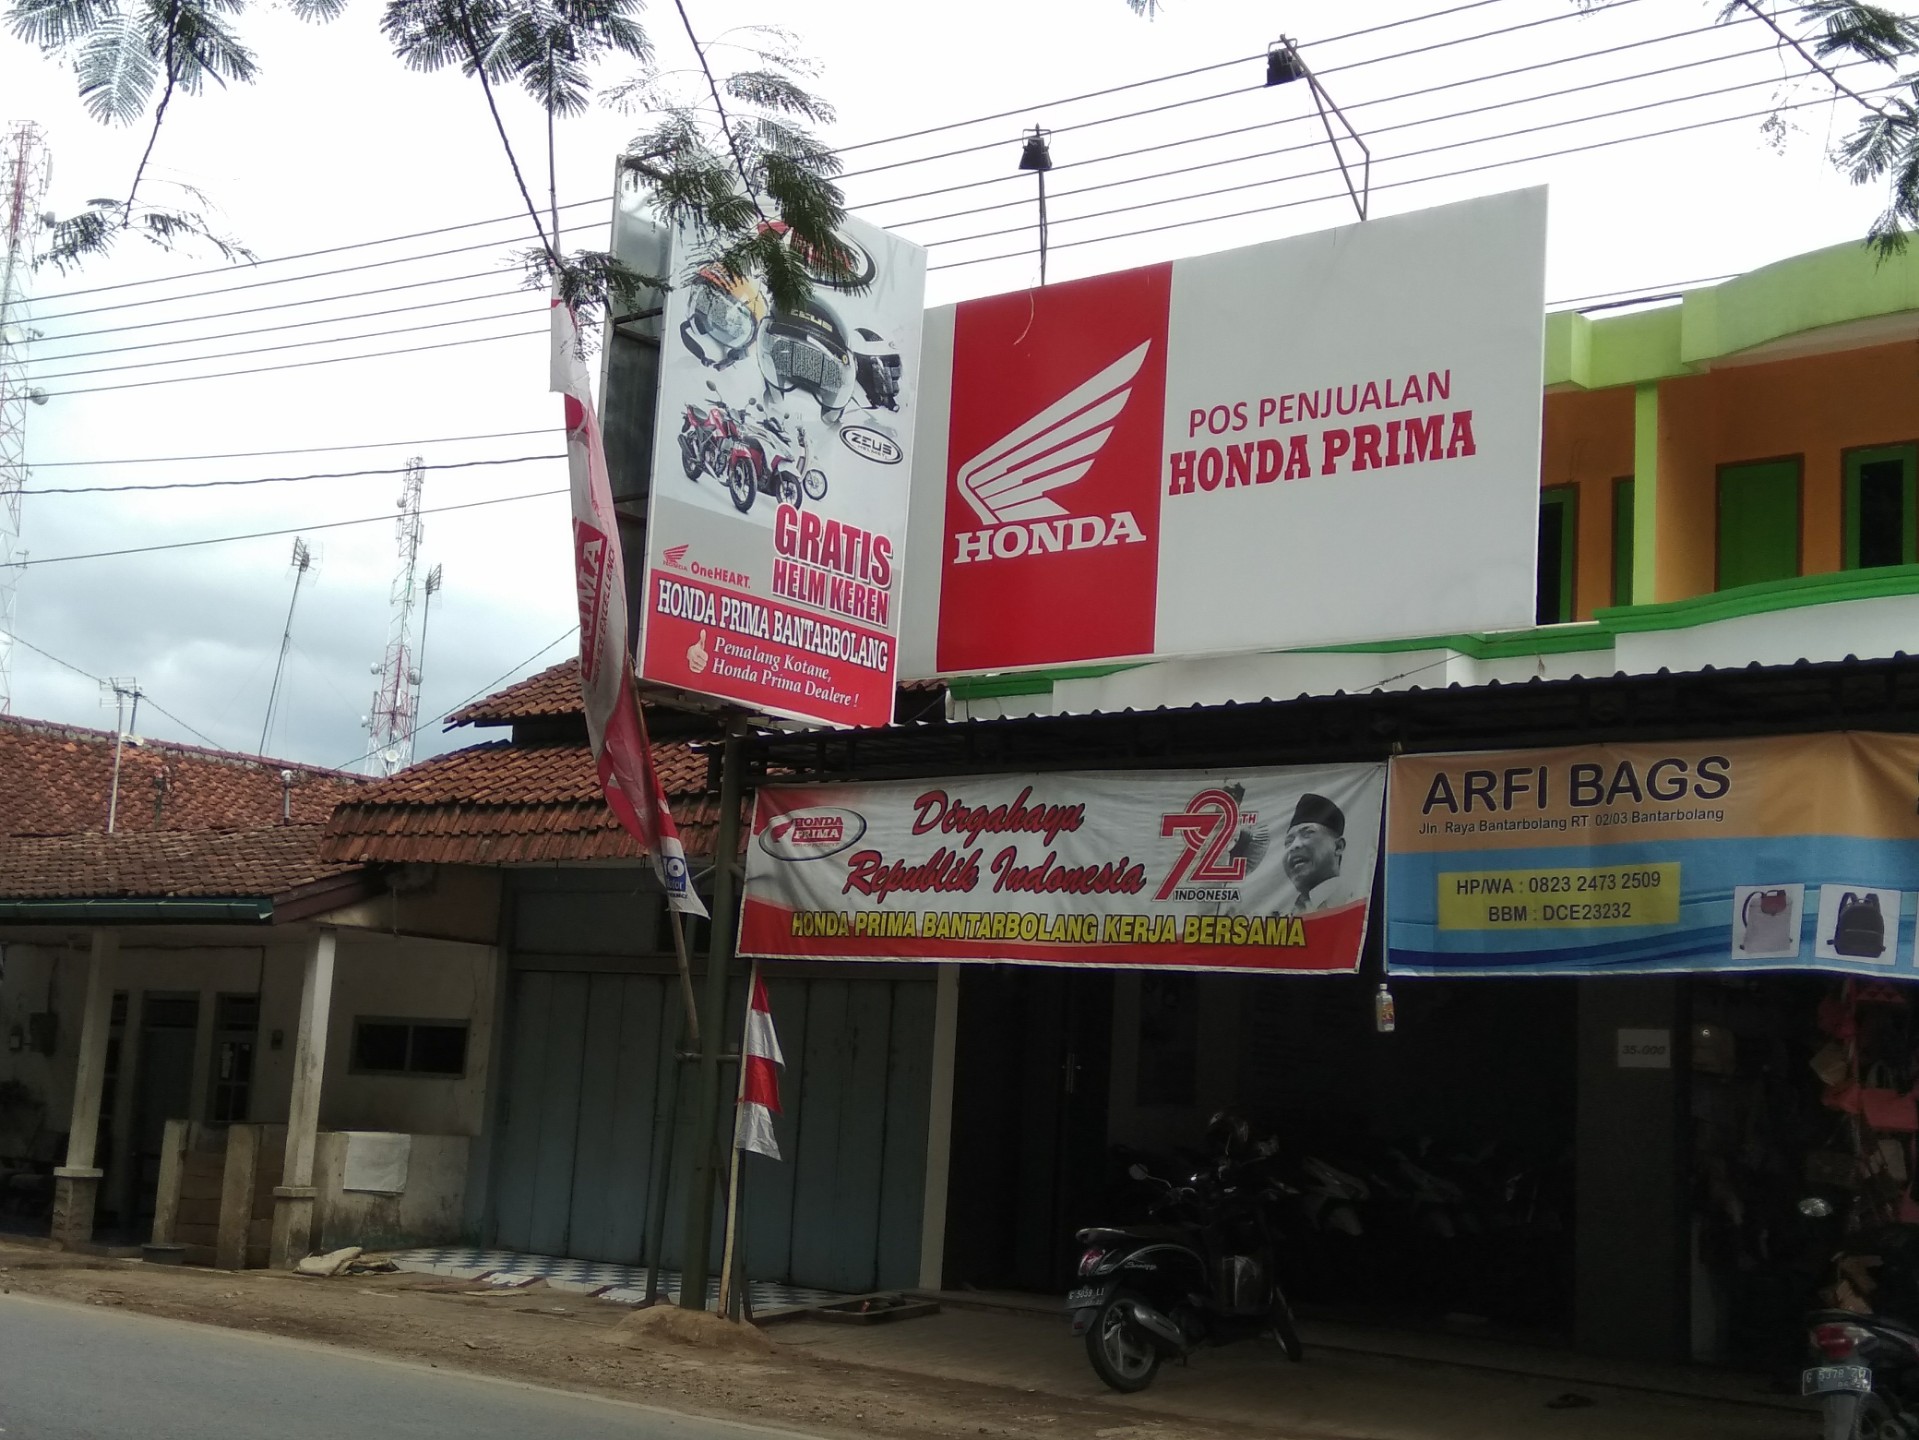 ZEUS
ZEUS
GRATIS
HELM KEREN
HONDA
OneHEART.
HONDA PRIMA BANTARBOLANG
Pemalang Kotane,
Honda Prima Dealere !
HONDA
POS PENJUALAN
HONDA PRIMA
HONDA
PRIMA
Dirgahayu
Republik Indonesia
72TH
INDONESIA
HONDA PRIMA BANTARBOLANG KERJA BERSAMA
ARFI BAGS
Jln. Raya Bantarbolang RT. 02/03 Bantarbolang
HP/WA : 0823 2473 2509
BBM : DCE23232
35.000